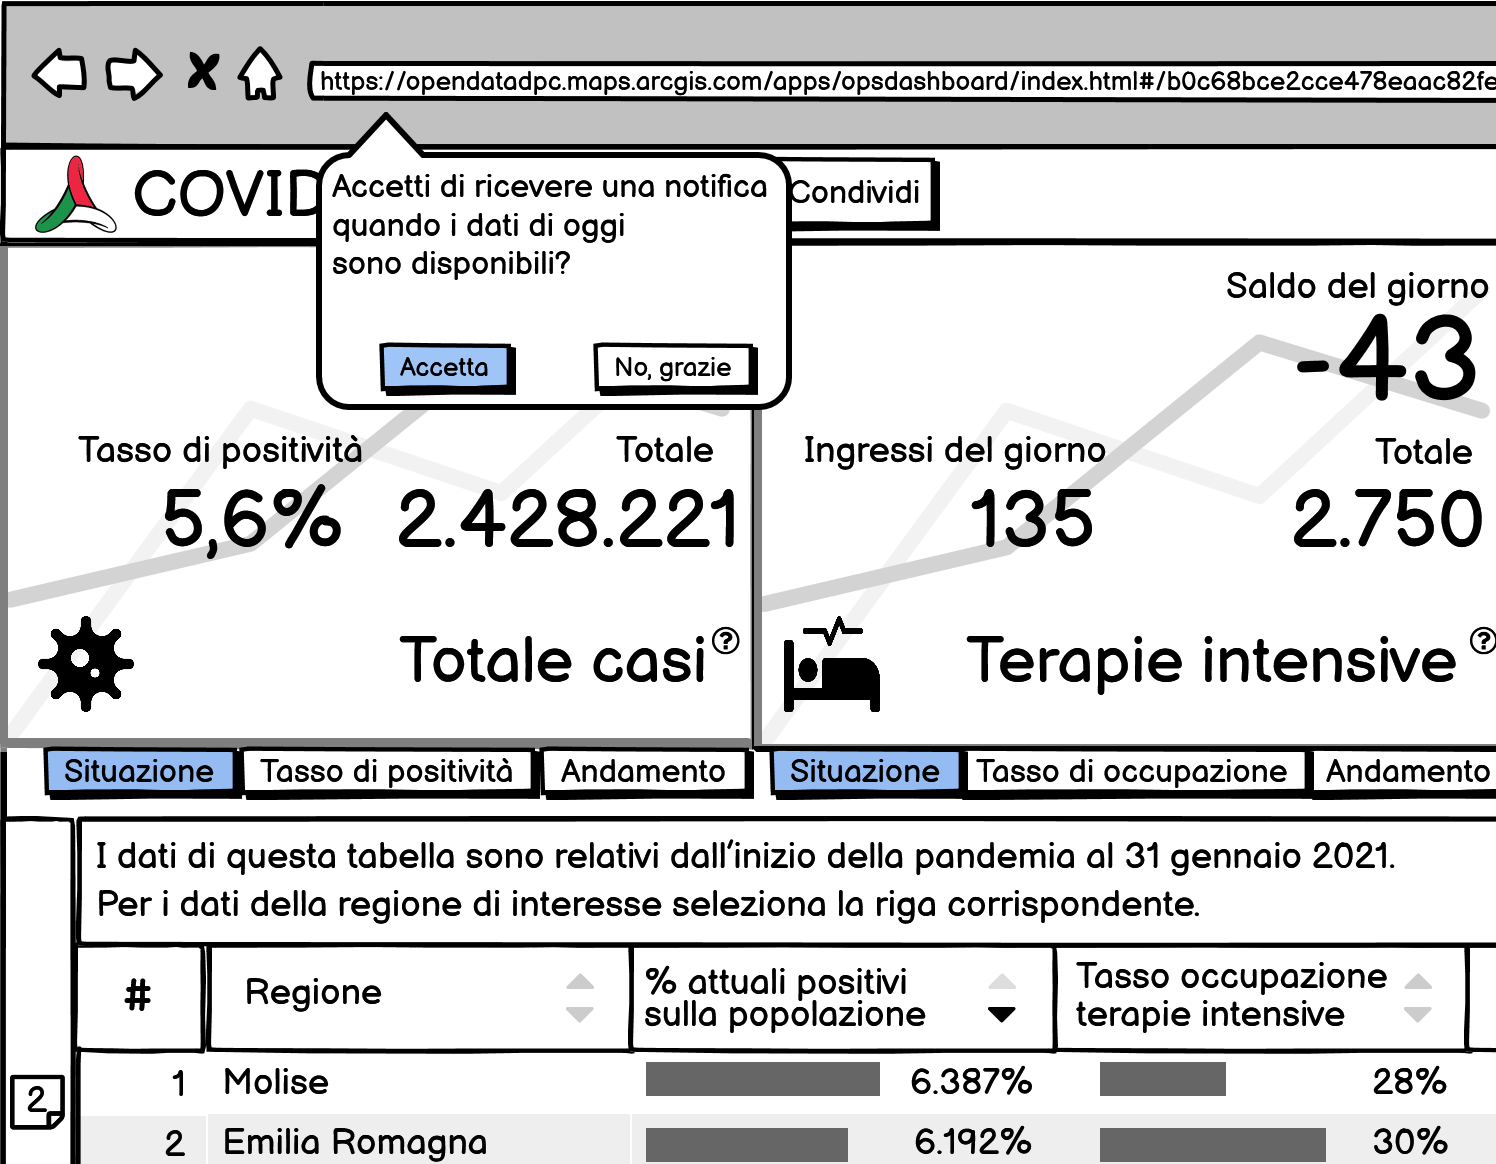 https://opendatadpc.maps.arcgis.com/apps/opsdashboard/index.html#/b0c68bce2cce478eaac82fe
COVID
Accetti di ricevere una notifica
quando i dati di oggi
sono disponibili?
Accetta
No, grazie
Condividi
Saldo del giorno
-43
Tasso di positività
Totale
5,6%
2.428.221
Totale casi ?
Ingressi del giorno
Totale
135
2.750
Terapie intensive ?
Situazione
Tasso di positività
Andamento
Situazione
Tasso di occupazione
Andamento
I dati di questa tabella sono relativi dall'inizio della pandemia al 31 gennaio 2021.
Per i dati della regione di interesse seleziona la riga corrispondente.
#
Regione
% attuali positivi
sulla popolazione
Tasso occupazione
terapie intensive
1 Molise 6.387% 28%
2
2 Emilia Romagna 6.192% 30%